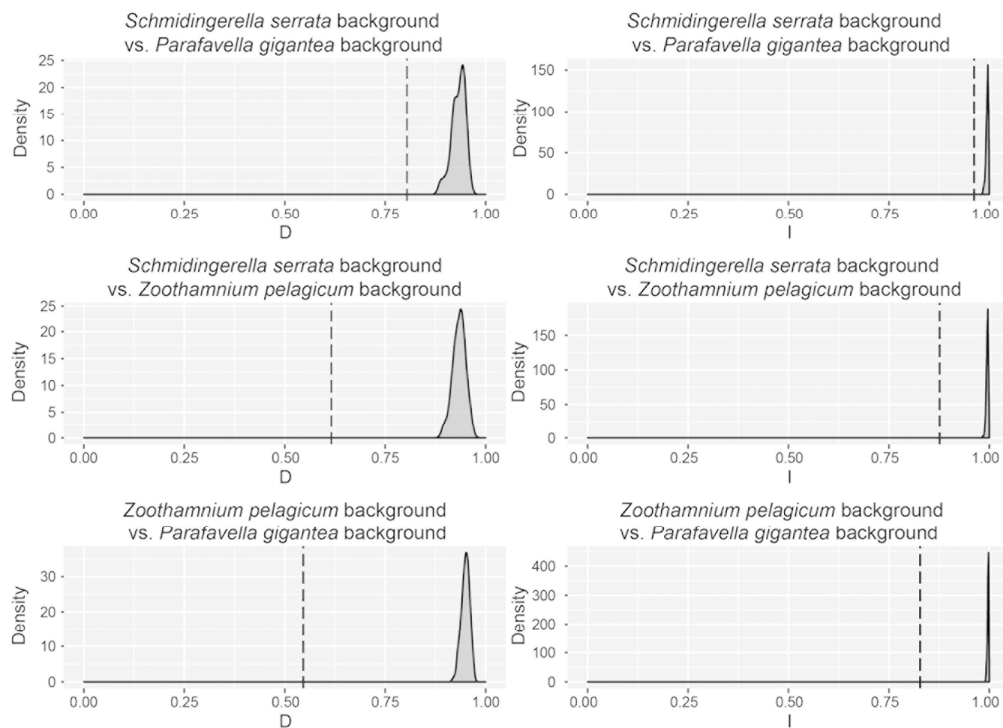 Schmidingerella serrata background
vs. Parafavella gigantea background
25
20
15
10
5
0
Density
0.00 0.25 0.50 0.75 1.00
D
Schmidingerella serrata background
vs. Parafavella gigantea background
150
100
50
0
Density
0.00 0.25 0.50 0.75 1.00
I
Schmidingerella serrata background
vs. Zoothamnium pelagicum background
25
20
15
10
5
0
Density
0.00 0.25 0.50 0.75 1.00
D
Schmidingerella serrata background
vs. Zoothamnium pelagicum background
150
100
50
0
Density
0.00 0.25 0.50 0.75 1.00
I
Zoothamnium pelagicum background
vs. Parafavella gigantea background
30
20
10
0
Density
0.00 0.25 0.50 0.75 1.00
D
Zoothamnium pelagicum background
vs. Parafavella gigantea background
400
300
200
100
0
Density
0.00 0.25 0.50 0.75 1.00
I